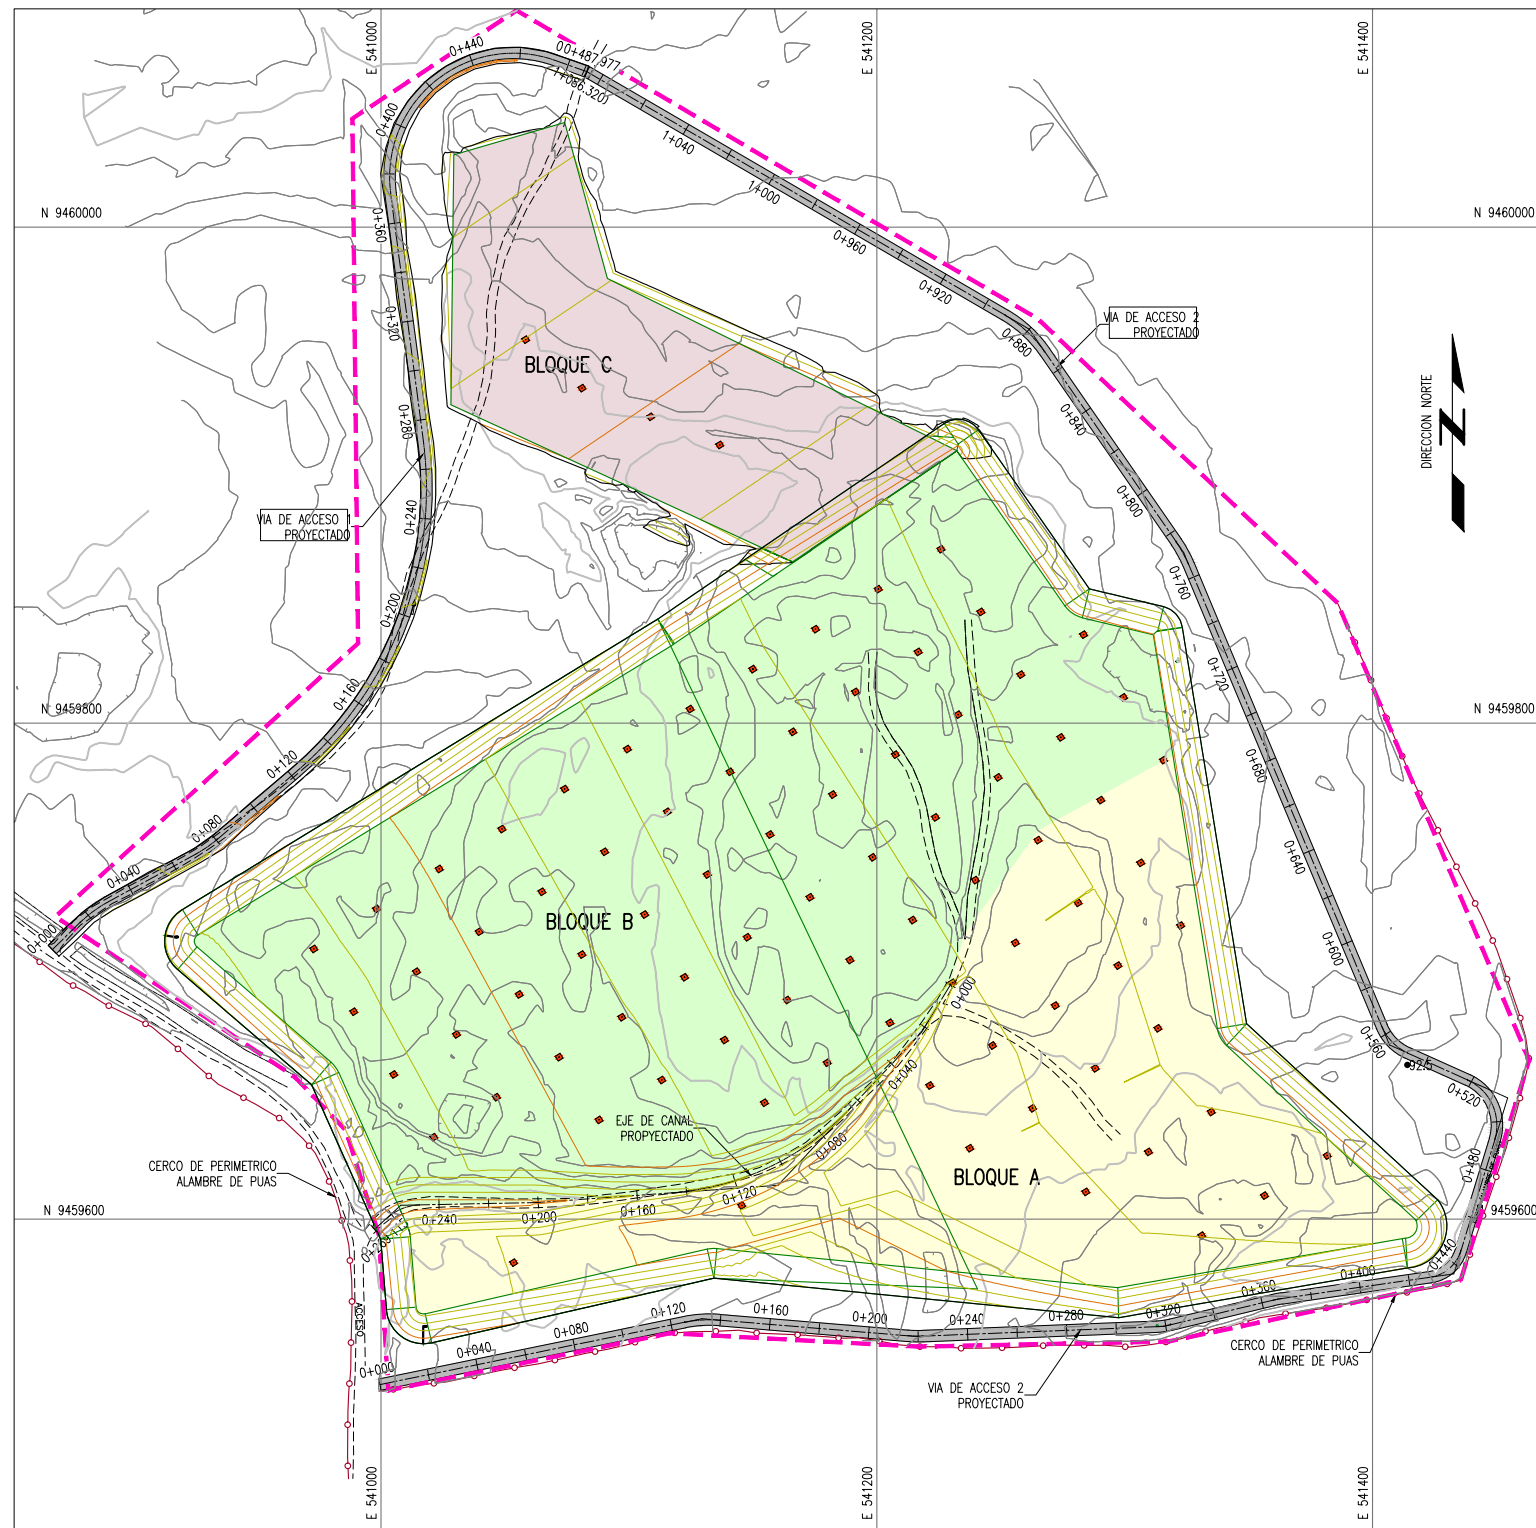 E 541000
E 541200
E 541400
0+440
00+487.977
1+086.320
0+400
1+040
1+000
N 9460000
N 9460000
0+360
0+960
0+920
VIA DE ACCESO 2
PROYECTADO
0+320
0+880
BLOQUE C
DIRECCION NORTE
N
0+280
0+840
0+240
0+800
VIA DE ACCESO 1
PROYECTADO
0+200
0+760
0+160
0+720
N 9459800
N 9459800
0+120
0+680
0+080
0+640
0+040
BLOQUE B
0+000
0+600
0+000
0+560
92.5
0+040
0+520
EJE DE CANAL
PROPYECTADO
0+080
CERCO DE PERIMETRICO
ALAMBRE DE PUAS
BLOQUE A
0+480
0+120
N 9459600
9459600
0+240
0+200
0+160
0+440
0+400
0+360
0+320
0+280
0+240
0+200
0+160
0+120
0+080
0+040
0+000
ACCESO
CERCO DE PERIMETRICO
ALAMBRE DE PUAS
VIA DE ACCESO 2
PROYECTADO
E 541000
E 541200
E 541400